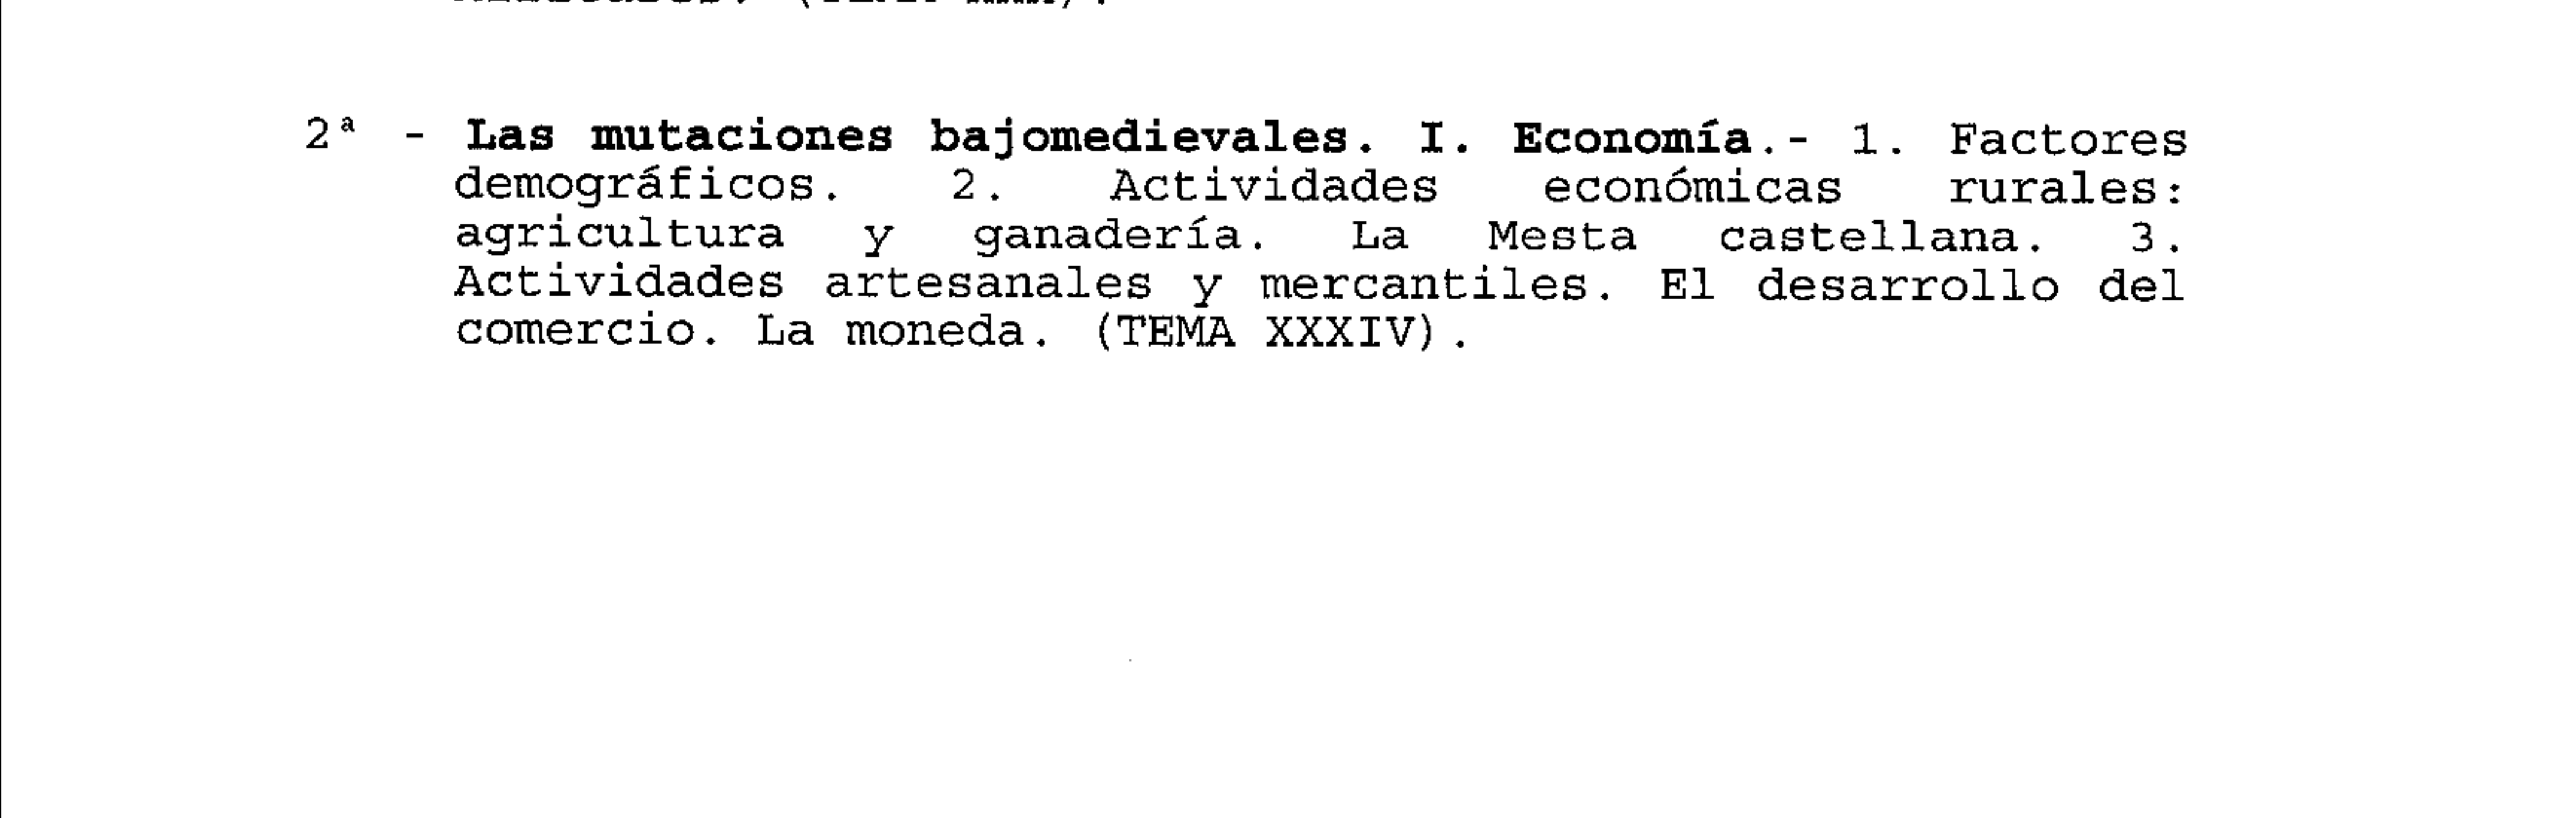 2ª - Las mutaciones bajomedievales. I. Economía.- 1. Factores
demográficos. 2. Actividades económicas rurales:
agricultura y ganadería. La Mesta castellana. 3.
Actividades artesanales y mercantiles. El desarrollo del
comercio. La moneda. (TEMA XXXIV).